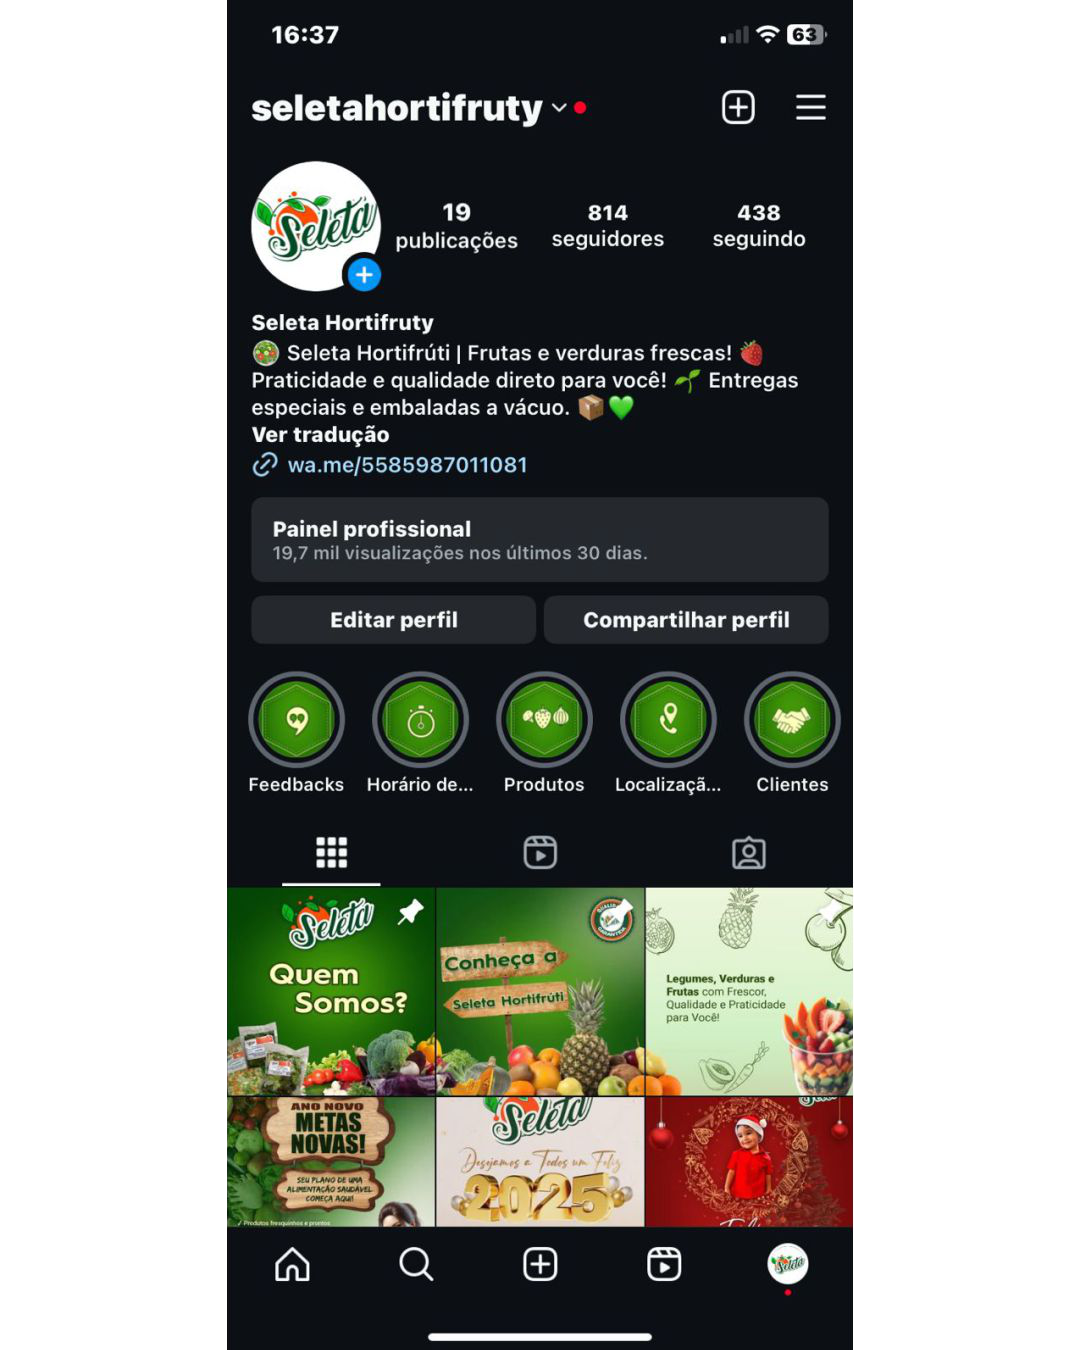 16:37
63
seletahortifruty
Seleta
19
publicações
814
seguidores
438
seguindo
Seleta Hortifruty
Seleta Hortifrúti | Frutas e verduras frescas!
Praticidade e qualidade direto para você! Entregas
especiais e embaladas a vácuo.
Ver tradução
wa.me/5585987011081
Painel profissional
19,7 mil visualizações nos últimos 30 dias.
Editar perfil
Compartilhar perfil
Feedbacks
Horário de...
Produtos
Localizaçã...
Clientes
Seleta
Quem
Somos?
Conheça a
Seleta Hortifrúti
Legumes, Verduras e
Frutas com Frescor,
Qualidade e Praticidade
para Você!
ANO NOVO
METAS
NOVAS!
SEU PLANO DE UMA
ALIMENTAÇÃO SAUDÁVEL
COMEÇA AQUI!
✓ Produtos fresquinhos e prontos
Seleta
Desejamos a Todos um Feliz
2025
Seleta